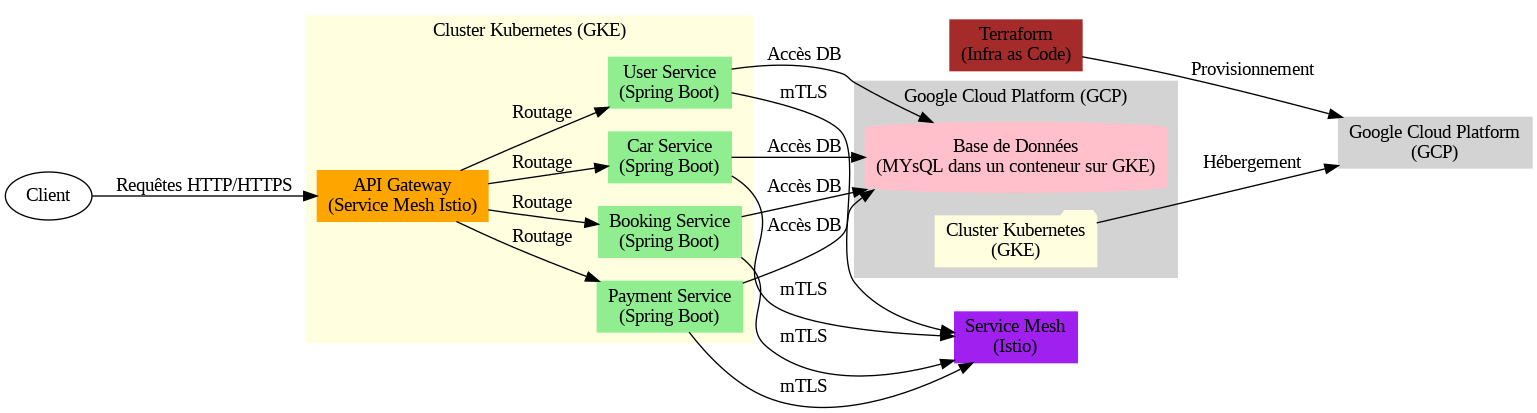 Cluster Kubernetes (GKE)
Client
Requêtes HTTP/HTTPS
API Gateway
(Service Mesh Istio)
Routage
Routage
Routage
Routage
User Service
(Spring Boot)
Car Service
(Spring Boot)
Booking Service
(Spring Boot)
Payment Service
(Spring Boot)
Accès DB
mTLS
Accès DB
Accès DB
Accès DB
mTLS
mTLS
mTLS
Terraform
(Infra as Code)
Google Cloud Platform (GCP)
Base de Données
(MYsQL dans un conteneur sur GKE)
Cluster Kubernetes
(GKE)
Service Mesh
(Istio)
Provisionnement
Hébergement
Google Cloud Platform
(GCP)